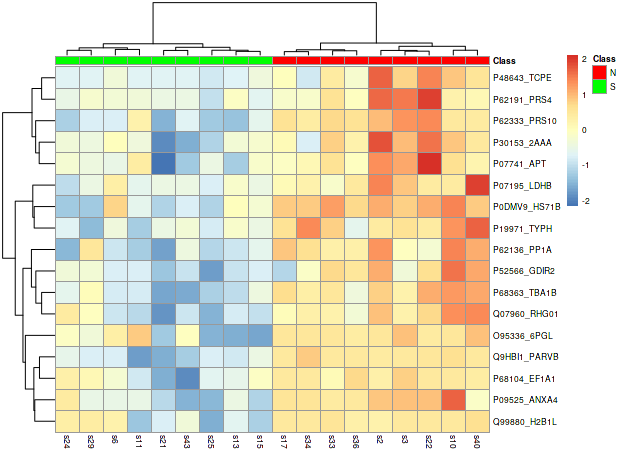 Class
P48643_TCPE
P62191_PRS4
P62333_PRS10
P30153_2AAA
P07741_APT
P07195_LDHB
P0DMV9_HS71B
P19971_TYPH
P62136_PP1A
P52566_GDIR2
P68363_TBA1B
Q07960_RHG01
O95336_6PGL
Q9HBI1_PARVB
P68104_EF1A1
P09525_ANXA4
Q99880_H2B1L
s24 s29 s6 s11 s21 s43 s25 s13 s15 s17 s34 s33 s36 s2 s3 s22 s10 s40
2
1
0
-1
-2
Class
N
S